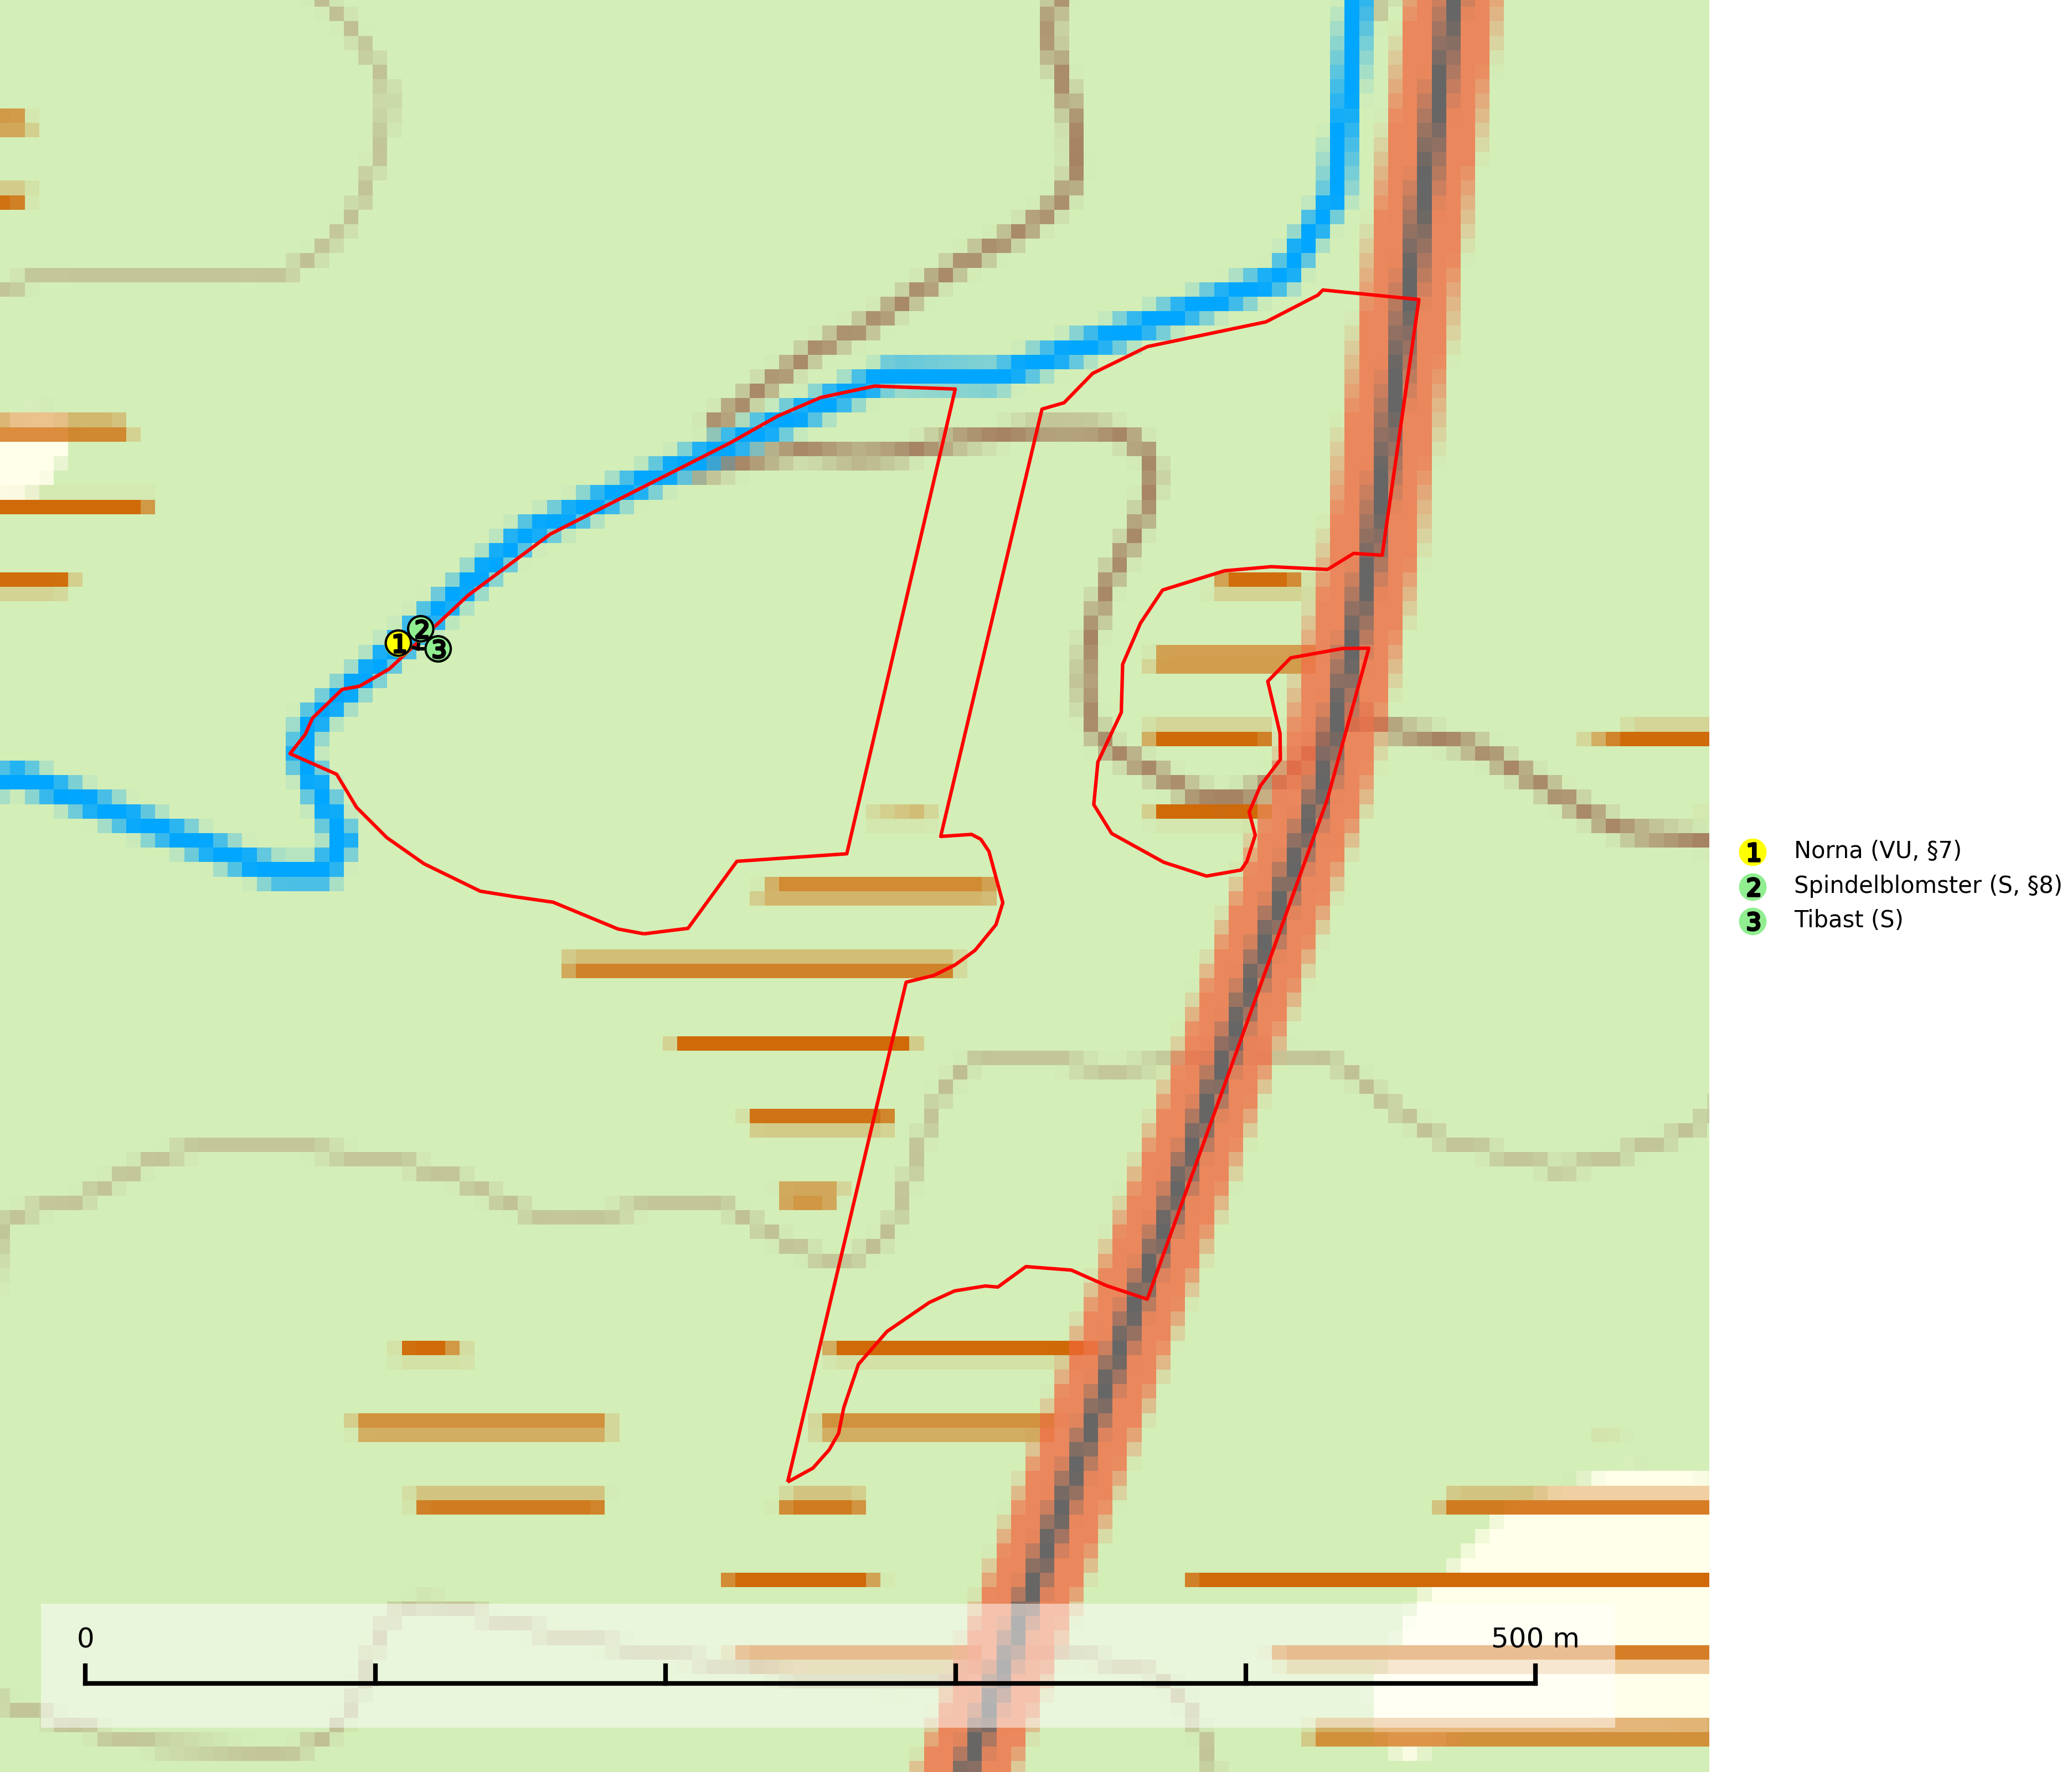 1
2
3
1 Norna (VU, §7)
2 Spindelblomster (S, §8)
3 Tibast (S)
0 500 m